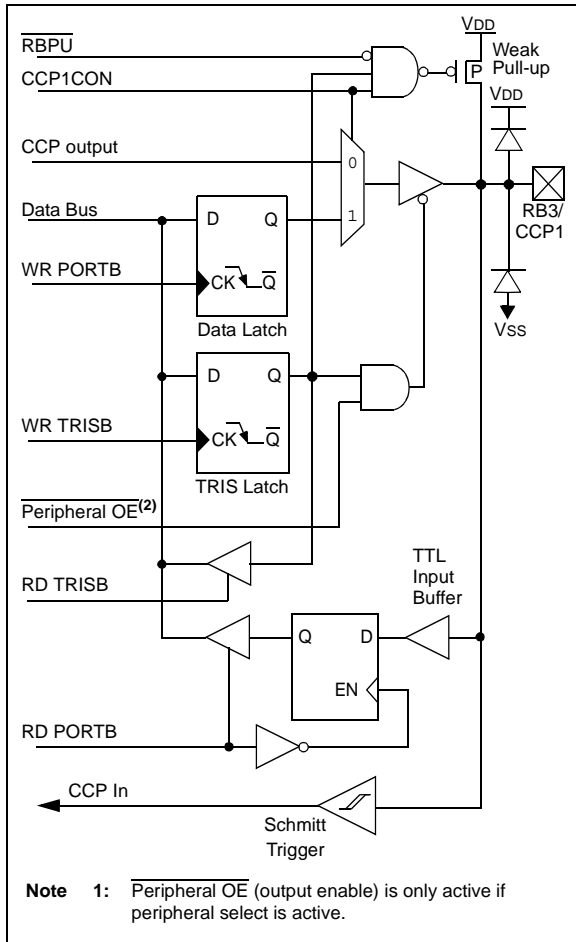 VDD
RBPU
Weak
Pull-up
P
CCP1CON
VDD
CCP output
0
Data Bus
D Q
1
RB3/
CCP1
WR PORTB
CK Q
Data Latch
VSS
D Q
WR TRISB
CK Q
TRIS Latch
Peripheral OE(2)
TTL
Input
Buffer
RD TRISB
Q D
EN
RD PORTB
CCP In
Schmitt
Trigger
Note 1: Peripheral OE (output enable) is only active if
peripheral select is active.